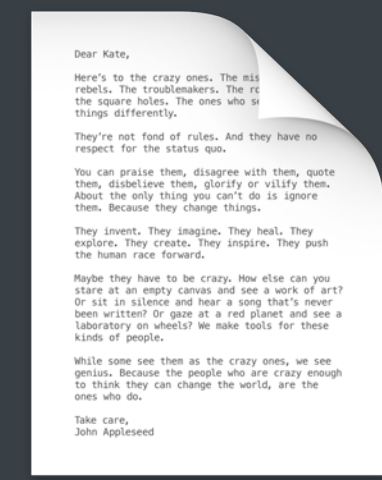 Dear Kate,
Here's to the crazy ones. The
rebels. The troublemakers. The
the square holes. The ones who
things differently.
They're not fond of rules. And they have no
respect for the status quo.
You can praise them, disagree with them, quote
them, disbelieve them, glorify or vilify them.
About the only thing you can't do is ignore
them. Because they change things.
They invent. They imagine. They heal. They
explore. They create. They inspire. They push
the human race forward.
Maybe they have to be crazy. How else can you
stare at an empty canvas and see a work of art?
Or sit in silence and hear a song that's never
been written? Or gaze at a red planet and see a
laboratory on wheels? We make tools for these
kinds of people.
While some see them as the crazy ones, we see
genius. Because the people who are crazy enough
to think they can change the world, are the
ones who do.
Take care,
John Appleseed